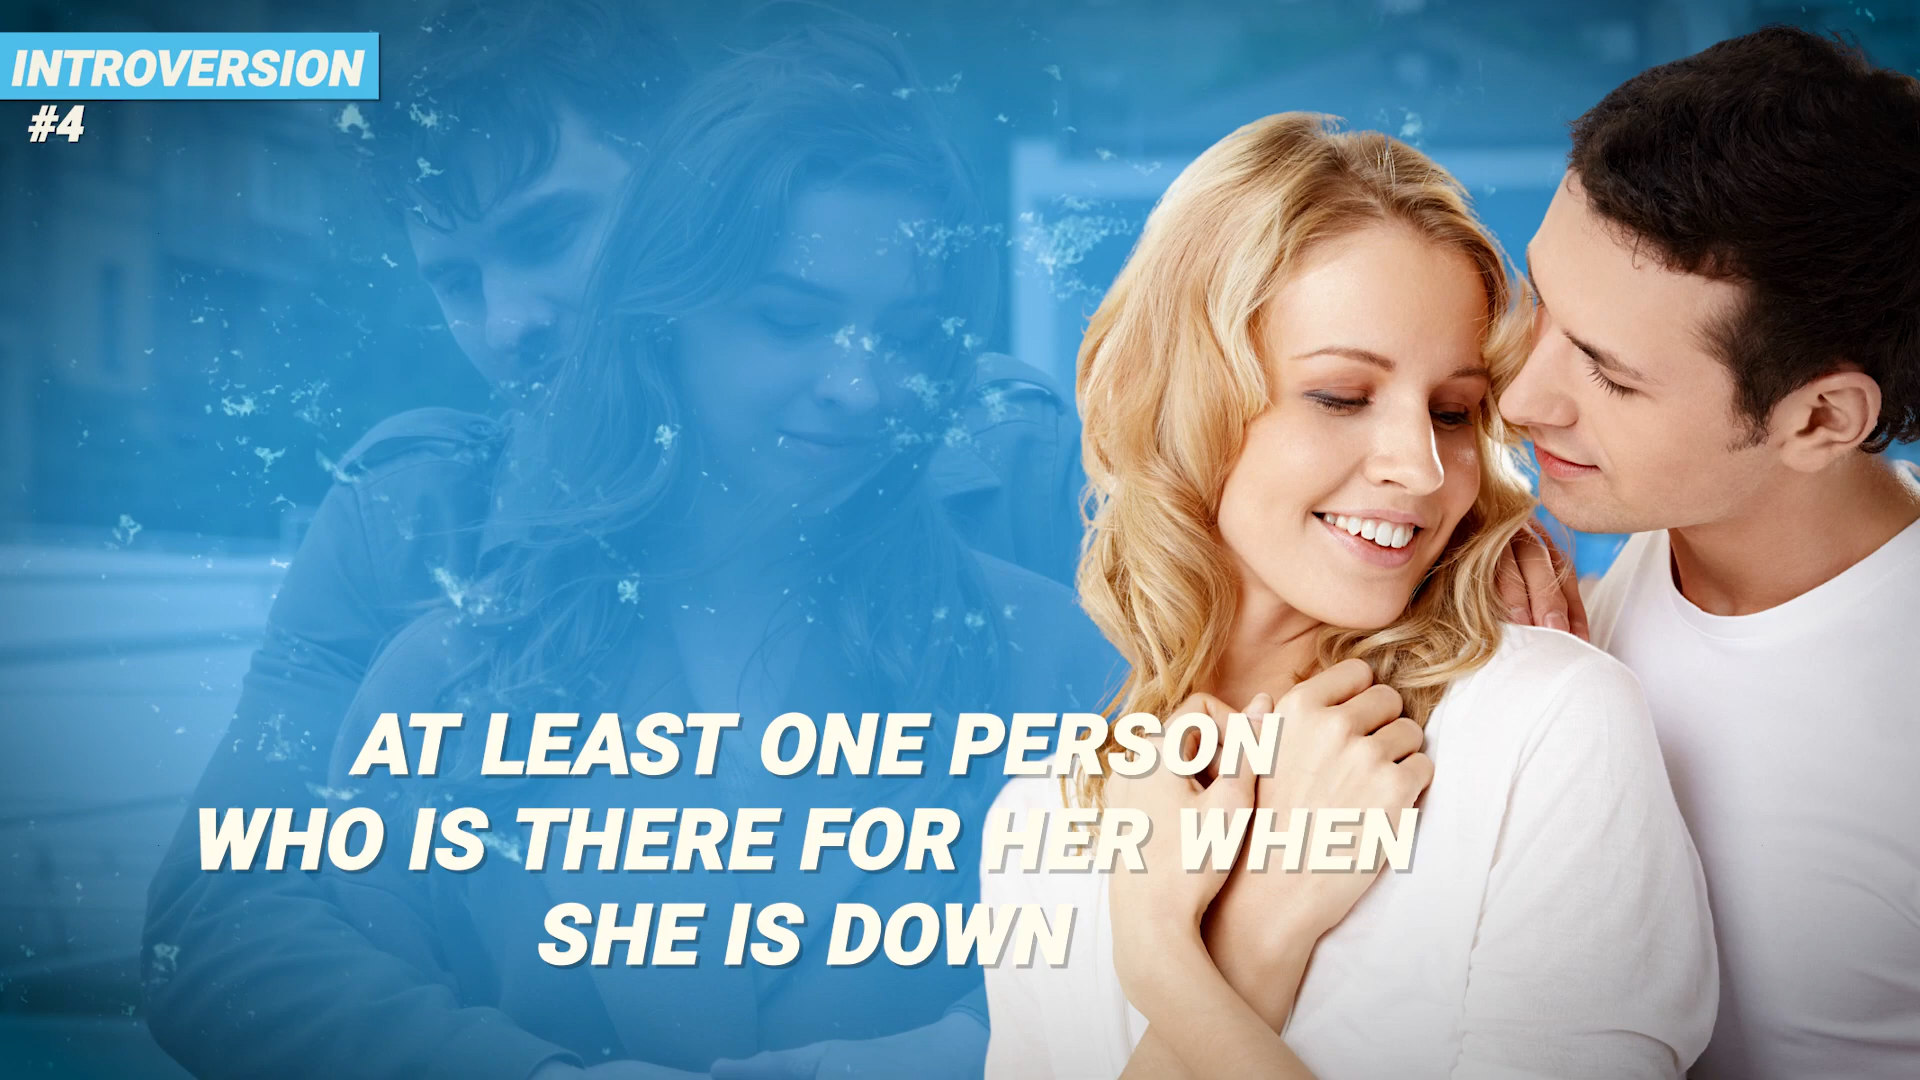 INTROVERSION
#4
AT LEAST ONE PERSON
WHO IS THERE FOR HER WHEN
SHE IS DOWN